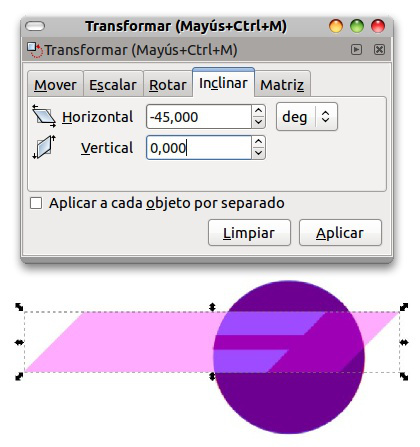 Transformar (Mayús+Ctrl+M)
Transformar (Mayús+Ctrl+M)
Mover Escalar Rotar Inclinar Matriz
Horizontal -45,000 deg
Vertical 0,000
Aplicar a cada objeto por separado
Limpiar Aplicar